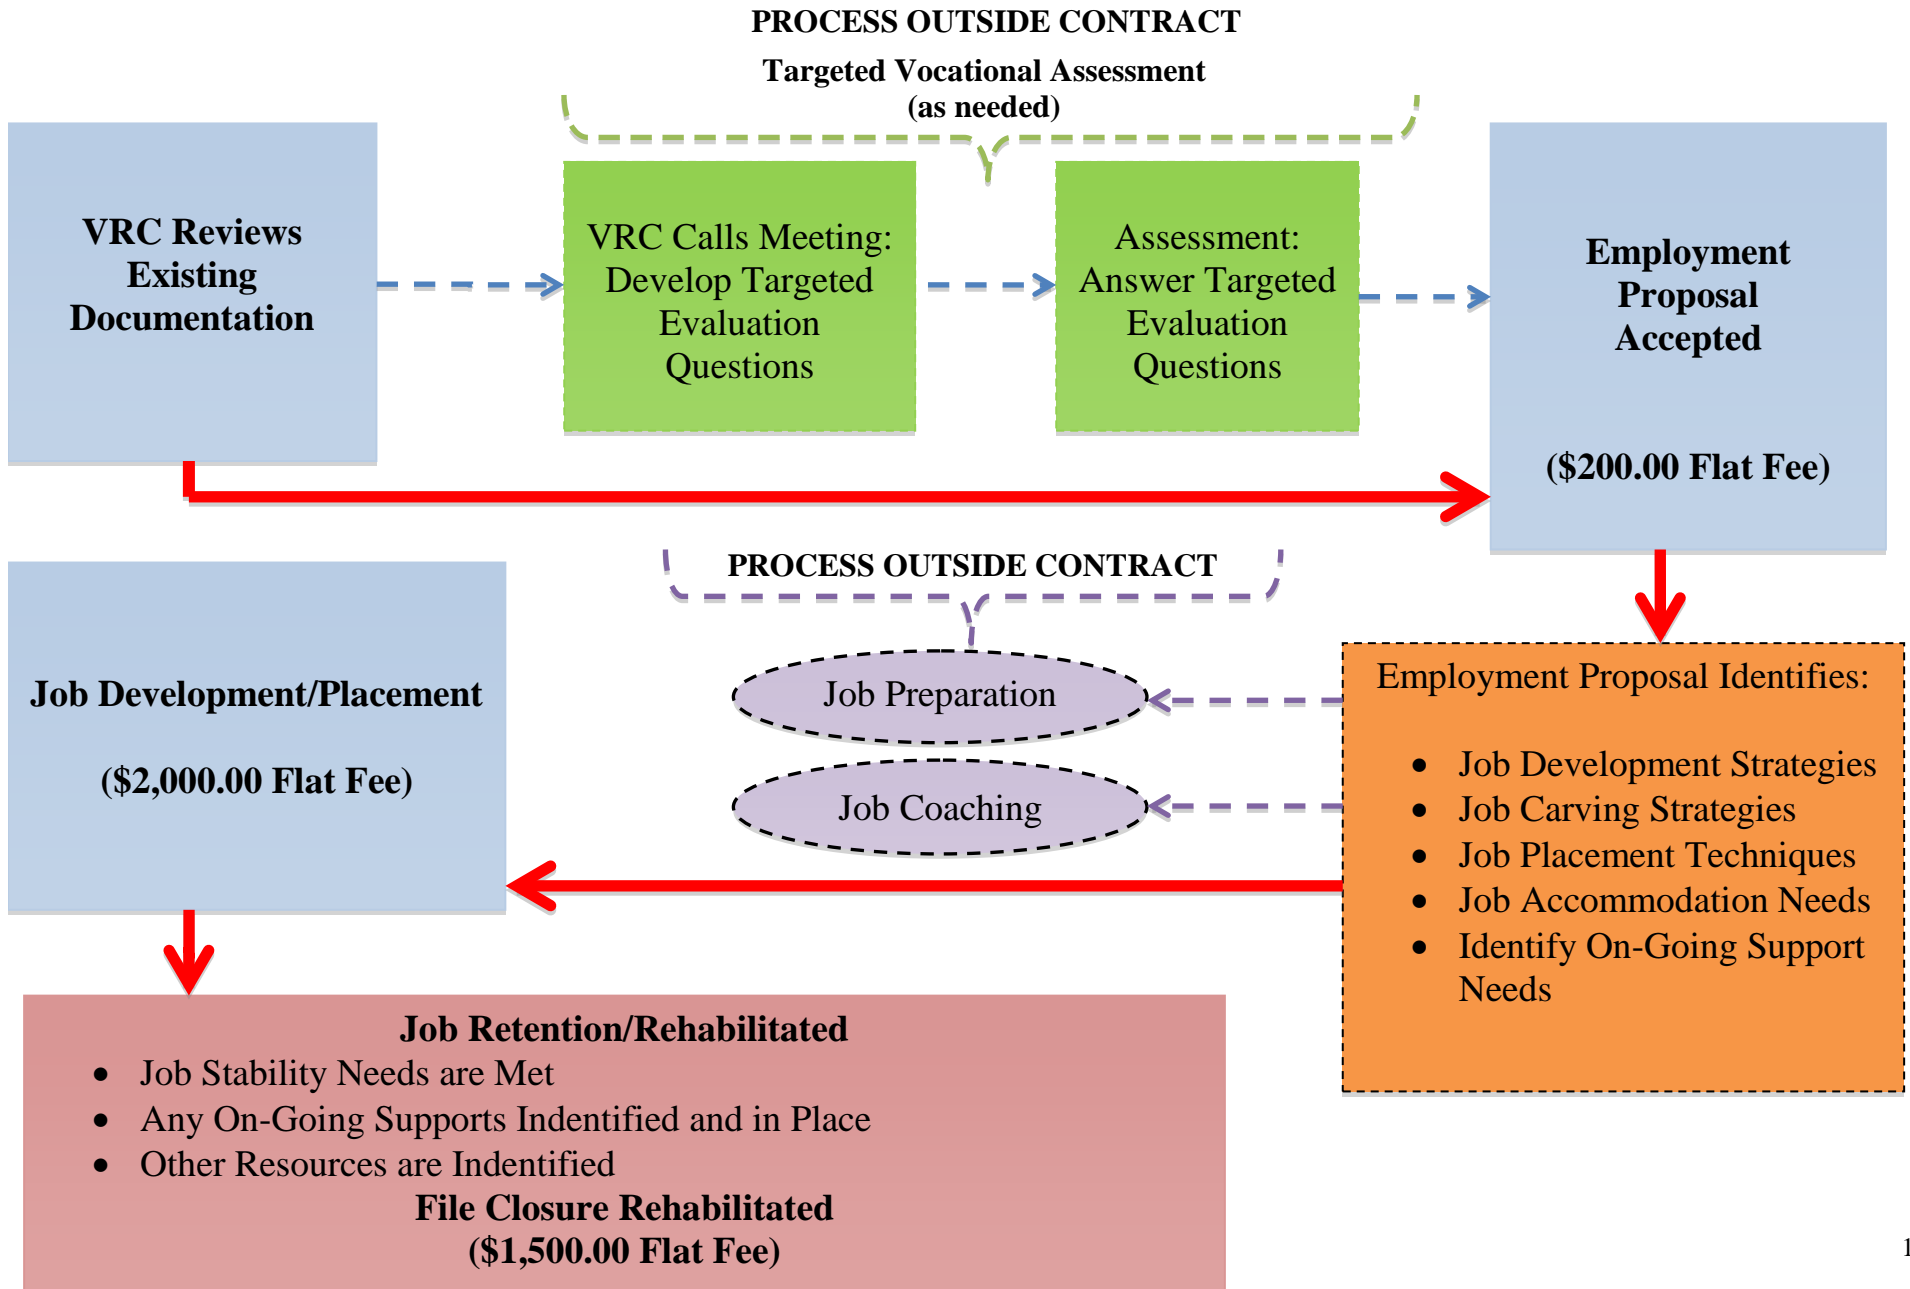 PROCESS OUTSIDE CONTRACT
Targeted Vocational Assessment
(as needed)
VRC Reviews
Existing
Documentation
VRC Calls Meeting:
Develop Targeted
Evaluation
Questions
Assessment:
Answer Targeted
Evaluation
Questions
Employment
Proposal
Accepted
($200.00 Flat Fee)
PROCESS OUTSIDE CONTRACT
Job Preparation
Job Coaching
Employment Proposal Identifies:
• Job Development Strategies
• Job Carving Strategies
• Job Placement Techniques
• Job Accommodation Needs
• Identify On-Going Support
Needs
Job Development/Placement
($2,000.00 Flat Fee)
Job Retention/Rehabilitated
• Job Stability Needs are Met
• Any On-Going Supports Indentified and in Place
• Other Resources are Indentified
File Closure Rehabilitated
($1,500.00 Flat Fee)
1